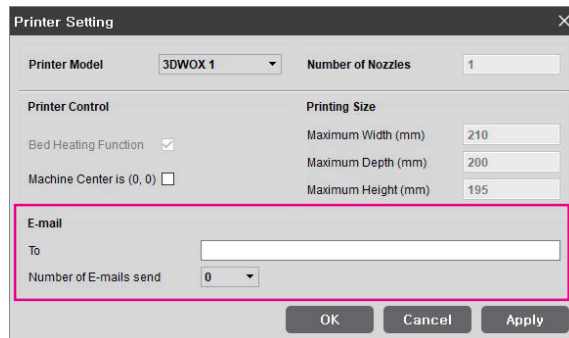 Printer Setting
Printer Model 3DWOX 1 Number of Nozzles 1
Printer Control
Bed Heating Function
Machine Center is (0, 0)
Printing Size
Maximum Width (mm) 210
Maximum Depth (mm) 200
Maximum Height (mm) 195
E-mail
To
Number of E-mails send 0
OK Cancel Apply